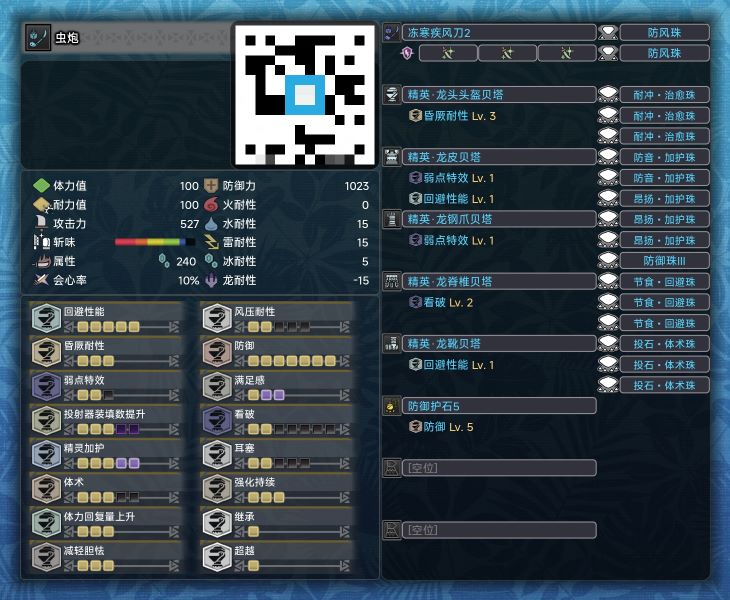 虫炮
体力值 100
耐力值 100
攻击力 527
斩味
属性 240
会心率 10%
防御力 1023
火耐性 0
水耐性 15
雷耐性 15
冰耐性 5
龙耐性 -15
回避性能
昏厥耐性
弱点特效
投射器装填数提升
精灵加护
体术
体力回复量上升
减轻胆怯
风压耐性
防御
满足感
看破
耳塞
强化持续
继承
超越
冻寒疾风刀2 防风珠
防风珠
精英·龙头头盔贝塔 耐冲·治愈珠
昏厥耐性 Lv. 3 耐冲·治愈珠
耐冲·治愈珠
精英·龙皮贝塔 防音·加护珠
弱点特效 Lv. 1 防音·加护珠
回避性能 Lv. 1 昂扬·加护珠
精英·龙钢爪贝塔 昂扬·加护珠
弱点特效 Lv. 1 昂扬·加护珠
防御珠III
精英·龙脊椎贝塔 节食·回避珠
看破 Lv. 2 节食·回避珠
节食·回避珠
精英·龙靴贝塔 投石·体术珠
回避性能 Lv. 1 投石·体术珠
投石·体术珠
防御护石5
防御 Lv. 5
[空位]
[空位]